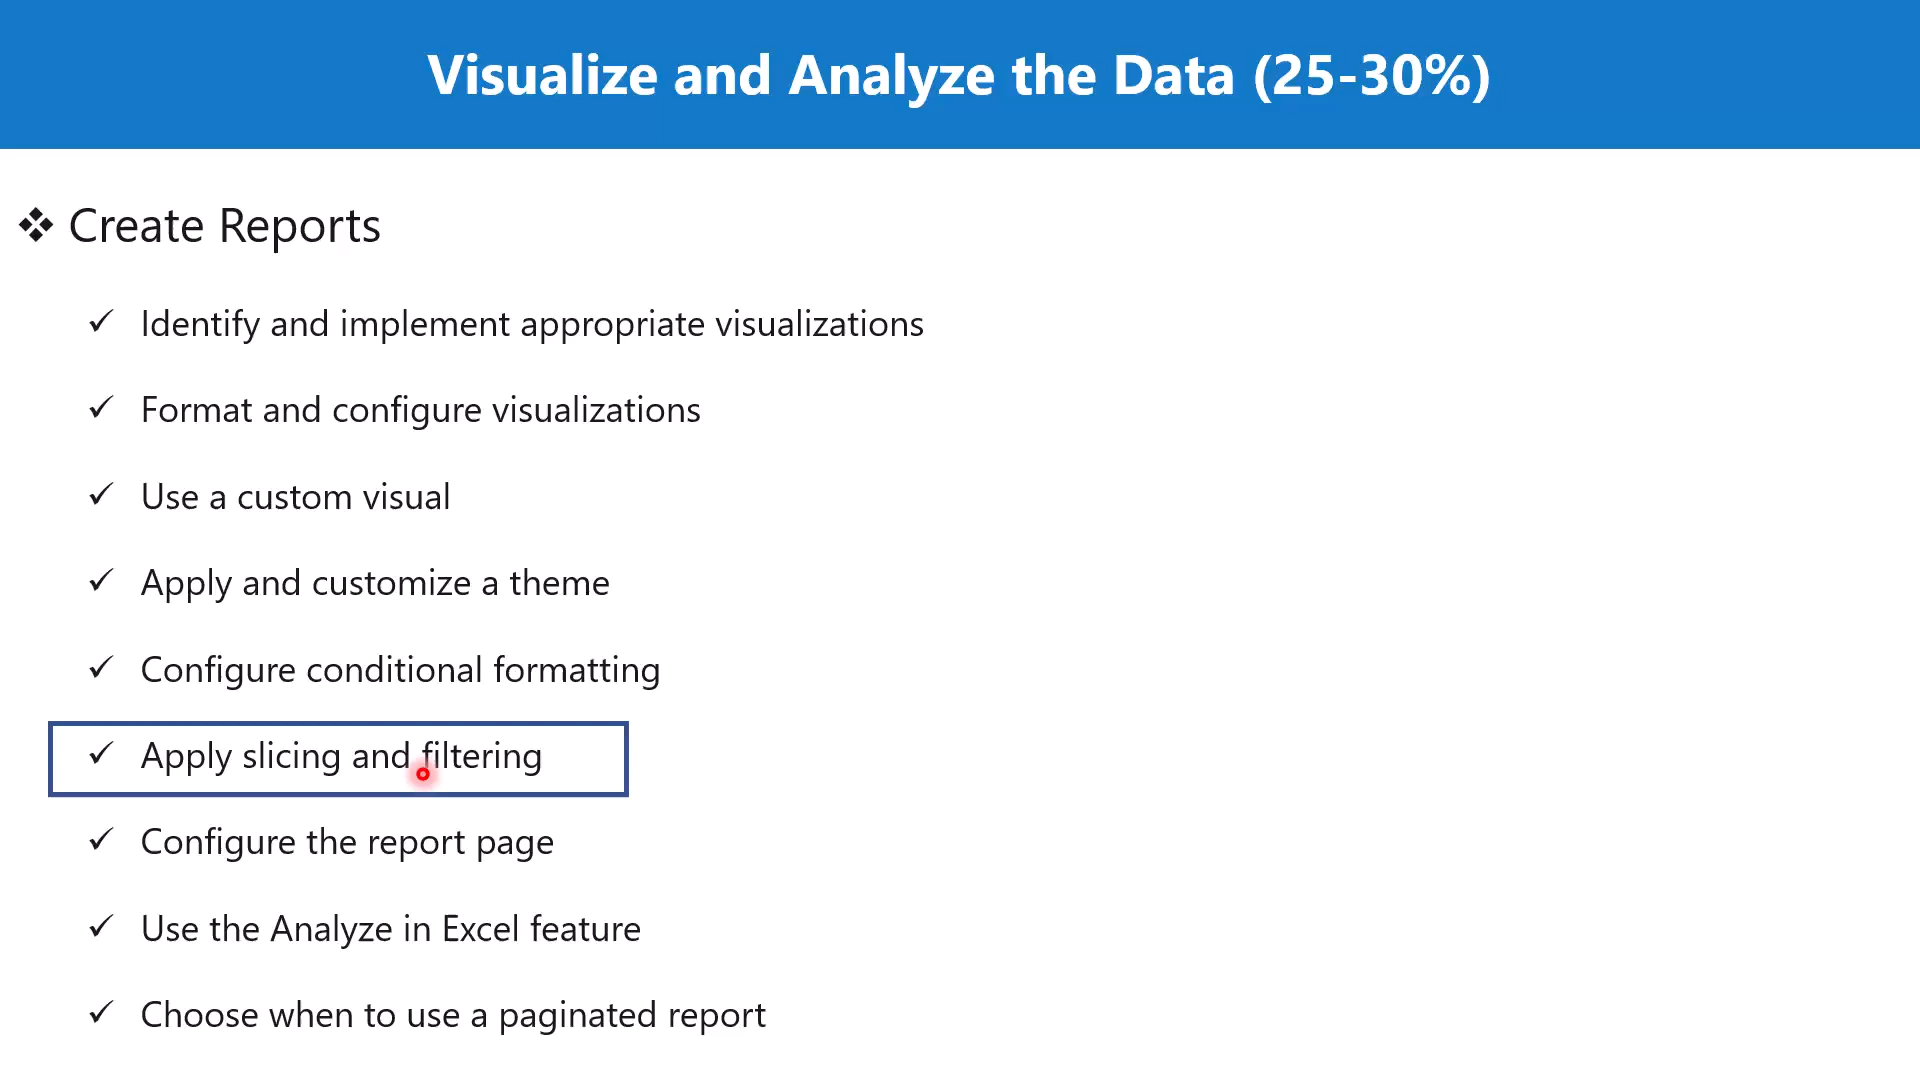 Visualize and Analyze the Data (25-30%)
❖ Create Reports
✓ Identify and implement appropriate visualizations
✓ Format and configure visualizations
✓ Use a custom visual
✓ Apply and customize a theme
✓ Configure conditional formatting
✓ Apply slicing and filtering
✓ Configure the report page
✓ Use the Analyze in Excel feature
✓ Choose when to use a paginated report